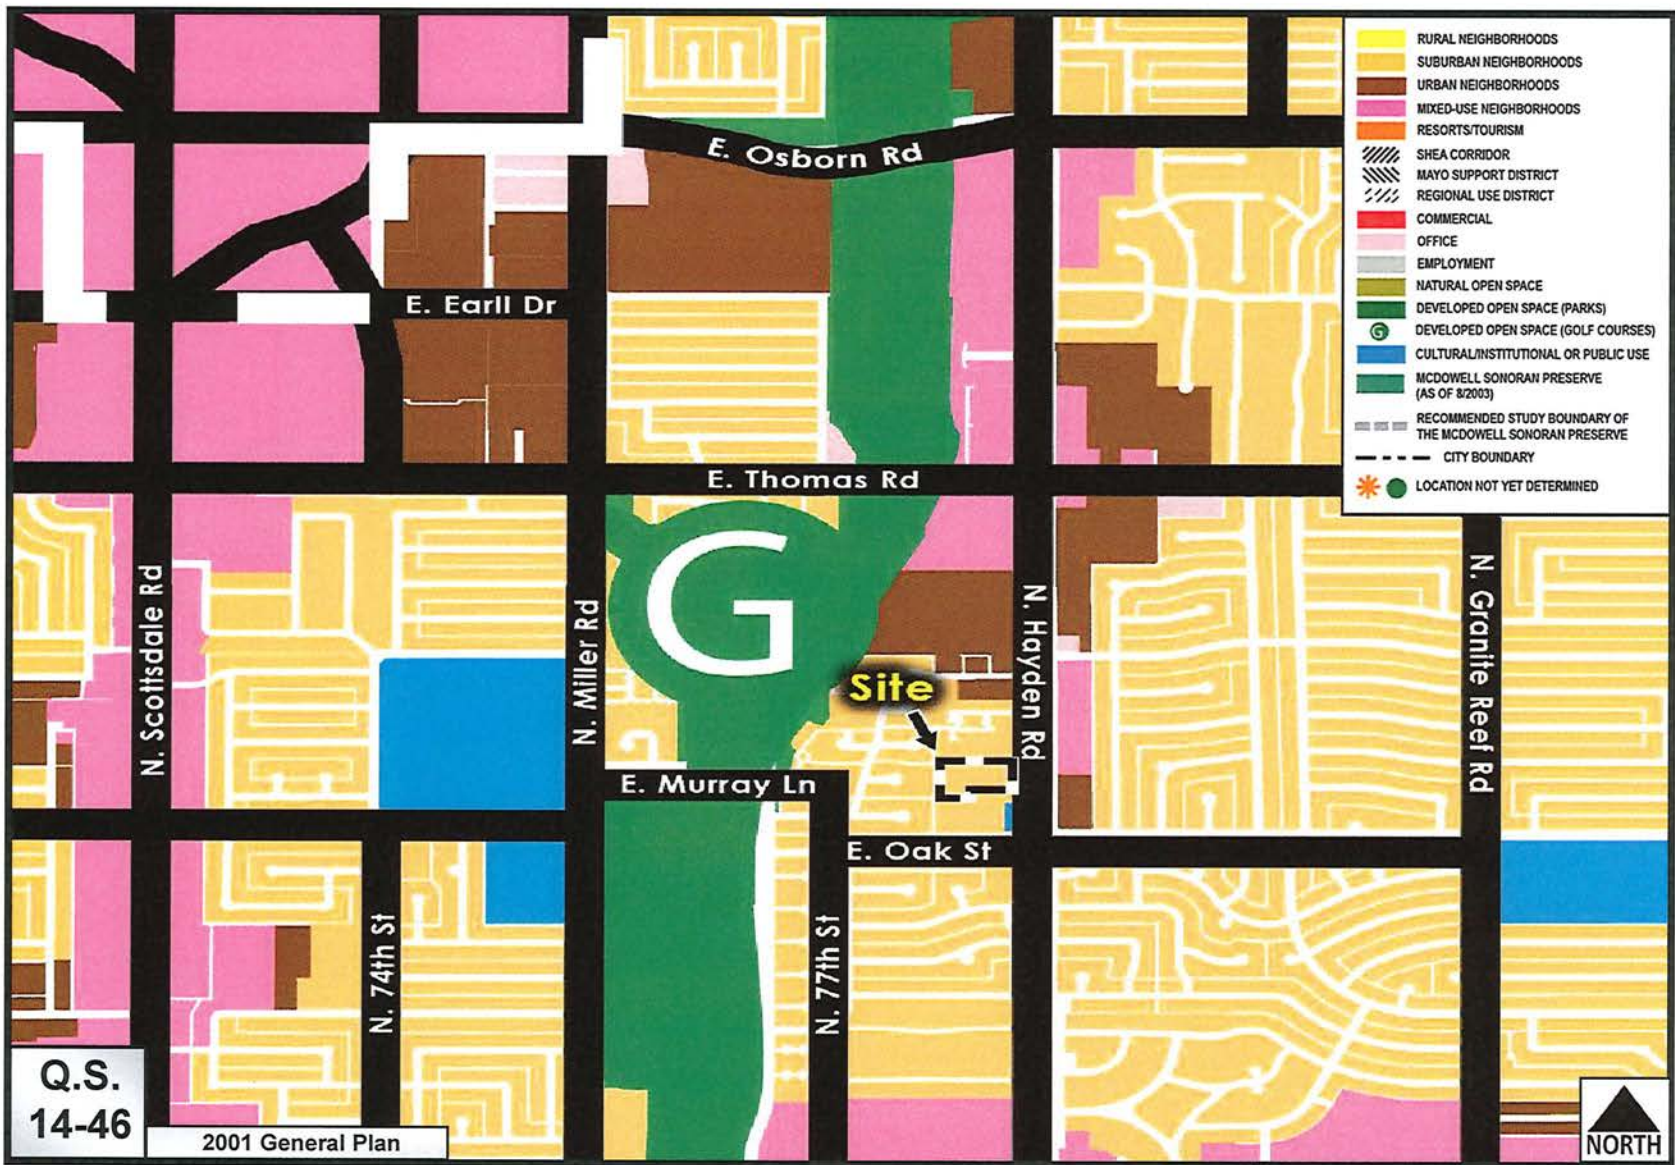 RURAL NEIGHBORHOODS
SUBURBAN NEIGHBORHOODS
URBAN NEIGHBORHOODS
MIXED-USE NEIGHBORHOODS
RESORTS/TOURISM
SHEA CORRIDOR
MAYO SUPPORT DISTRICT
REGIONAL USE DISTRICT
COMMERCIAL
OFFICE
EMPLOYMENT
NATURAL OPEN SPACE
DEVELOPED OPEN SPACE (PARKS)
G
DEVELOPED OPEN SPACE (GOLF COURSES)
CULTURAL/INSTITUTIONAL OR PUBLIC USE
MCDOWELL SONORAN PRESERVE
(AS OF 8/2003)
RECOMMENDED STUDY BOUNDARY OF
THE MCDOWELL SONORAN PRESERVE
CITY BOUNDARY
LOCATION NOT YET DETERMINED
E. Osborn Rd
E. Earll Dr
E. Thomas Rd
G
N. Scottsdale Rd
N. Miller Rd
N. Hayden Rd
N. Granite Reef Rd
Site
E. Murray Ln
E. Oak St
N. 74th St
N. 77th St
Q.S.
14-46
2001 General Plan
NORTH